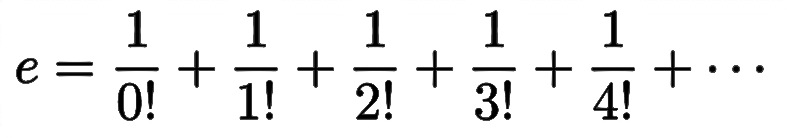 e = 1/0! + 1/1! + 1/2! + 1/3! + 1/4! + ⋯